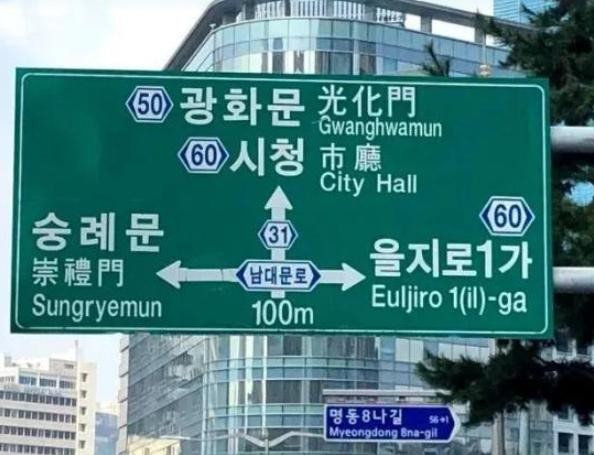 50 광화문 光化門
Gwanghwamun
60 시청 市廳
City Hall
31
60
숭례문
崇禮門
Sungryemun
남대문로
100m
을지로1가
Euljiro 1(il)-ga
명동8나길 56+1
Myeongdong 8na-gil